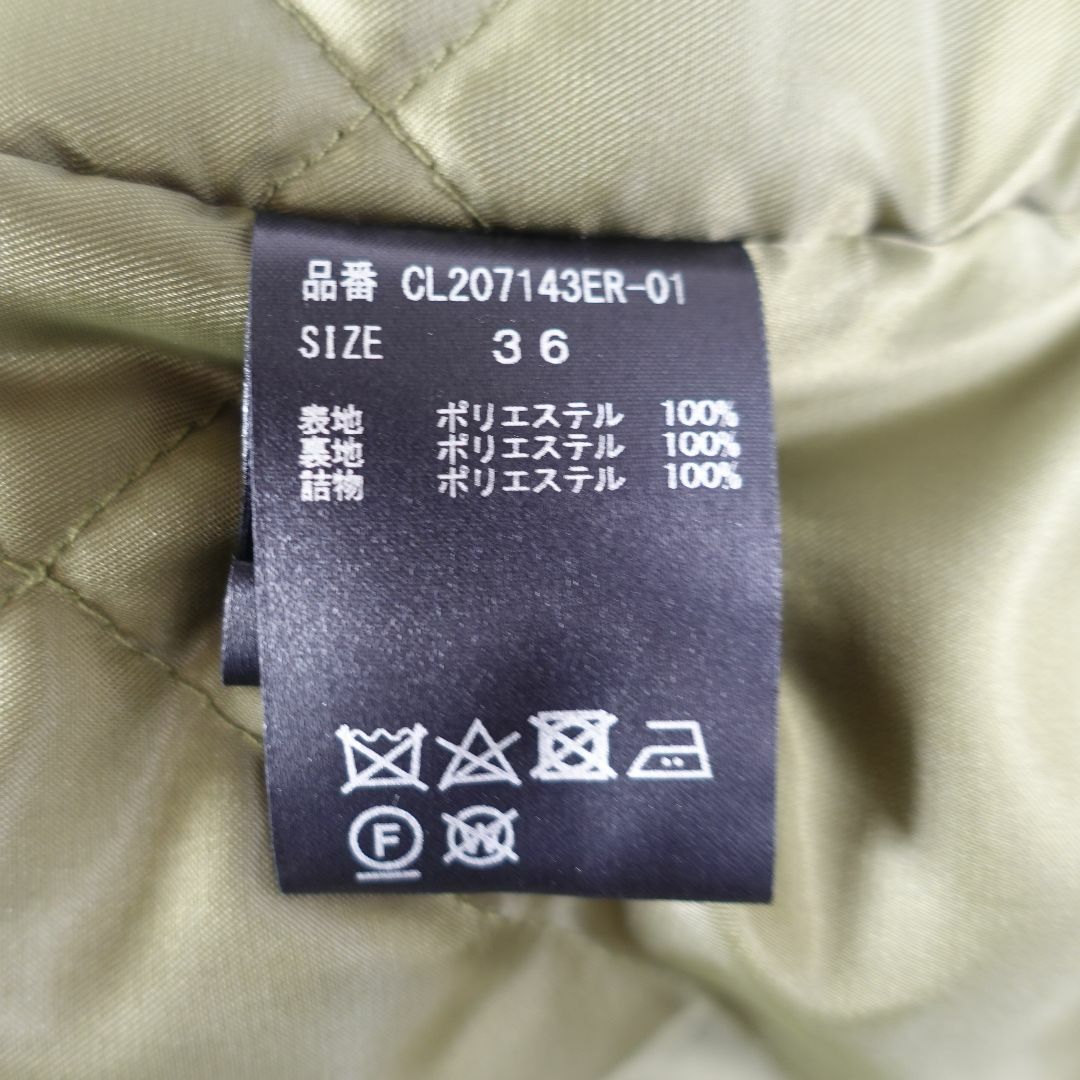 品番 CL207143ER-01
SIZE 36
表地 ポリエステル 100%
裏地 ポリエステル 100%
詰物 ポリエステル 100%
F W